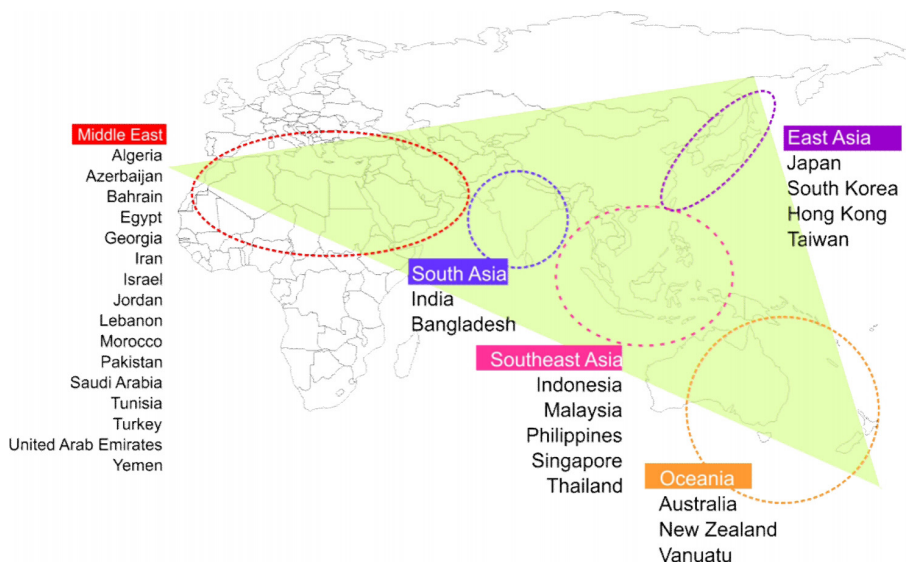 Middle East
Algeria
Azerbaijan
Bahrain
Egypt
Georgia
Iran
Israel
Jordan
Lebanon
Morocco
Pakistan
Saudi Arabia
Tunisia
Turkey
United Arab Emirates
Yemen
South Asia
India
Bangladesh
Southeast Asia
Indonesia
Malaysia
Philippines
Singapore
Thailand
East Asia
Japan
South Korea
Hong Kong
Taiwan
Oceania
Australia
New Zealand
Vanuatu